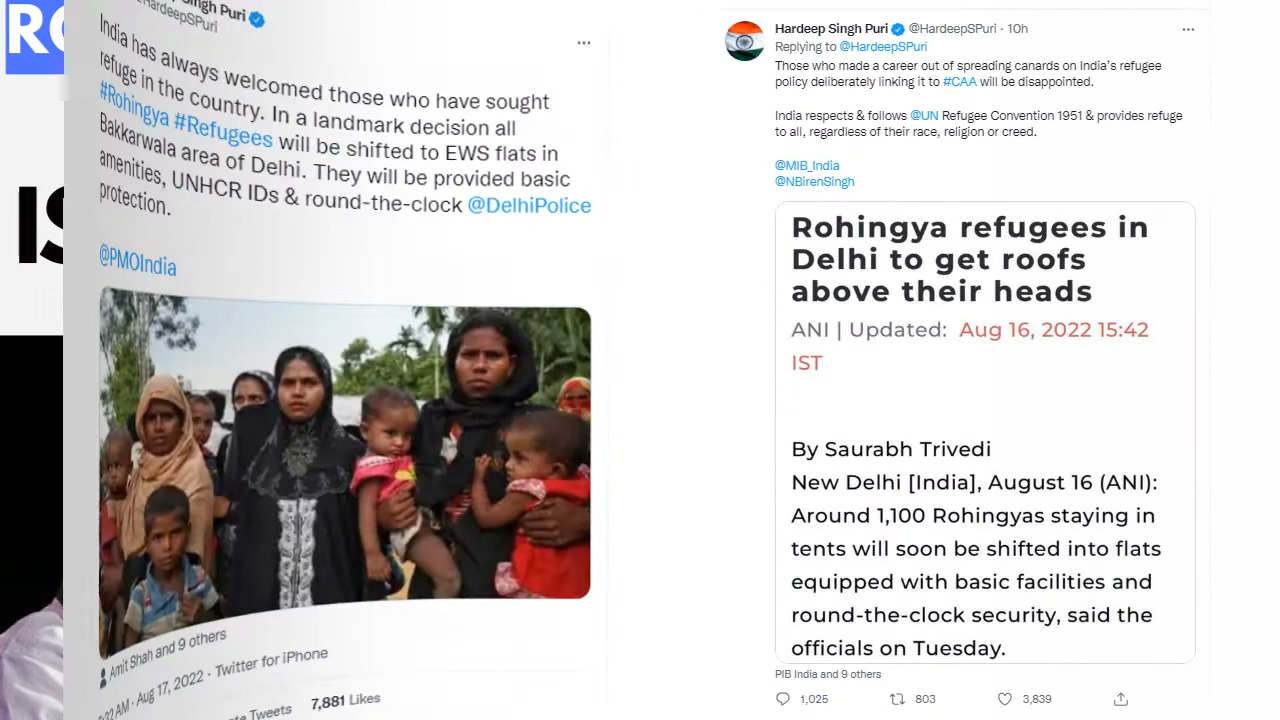 RO
IS
Singh Puri
HardeepSPuri
India has always welcomed those who have sought
refuge in the country. In a landmark decision all
#Rohingya #Refugees will be shifted to EWS flats in
Bakkarwala area of Delhi. They will be provided basic
amenities, UNHCR IDs & round-the-clock @DelhiPolice
protection.
@PMOIndia
Amit Shah and 9 others
AM · Aug 17, 2022 · Twitter for iPhone
Tweets 7,881 Likes
Hardeep Singh Puri @HardeepSPuri · 10h
Replying to @HardeepSPuri
Those who made a career out of spreading canards on India's refugee
policy deliberately linking it to #CAA will be disappointed.
India respects & follows @UN Refugee Convention 1951 & provides refuge
to all, regardless of their race, religion or creed.
@MIB_India
@NBirenSingh
Rohingya refugees in
Delhi to get roofs
above their heads
ANI | Updated: Aug 16, 2022 15:42
IST
By Saurabh Trivedi
New Delhi [India], August 16 (ANI):
Around 1,100 Rohingyas staying in
tents will soon be shifted into flats
equipped with basic facilities and
round-the-clock security, said the
officials on Tuesday.
PIB India and 9 others
1,025 803 3,839